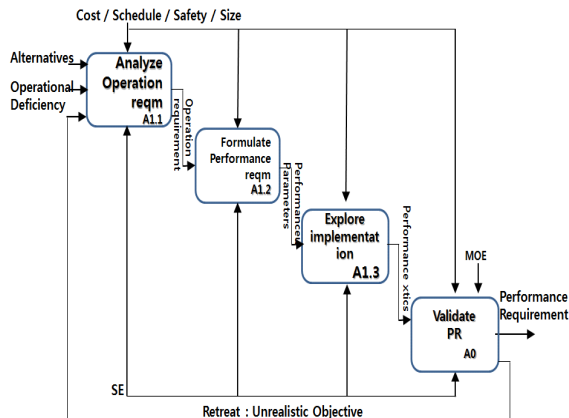 Cost / Schedule / Safety / Size
Alternatives
Operational
Deficiency
Analyze
Operation
reqm
A1.1
Operation
requirement
Formulate
Performance
reqm
A1.2
Performancer
Parameters
Explore
implementat
ion
A1.3
Performance xtics
MOE
Validate
PR
A0
Performance
Requirement
SE
Retreat : Unrealistic Objective